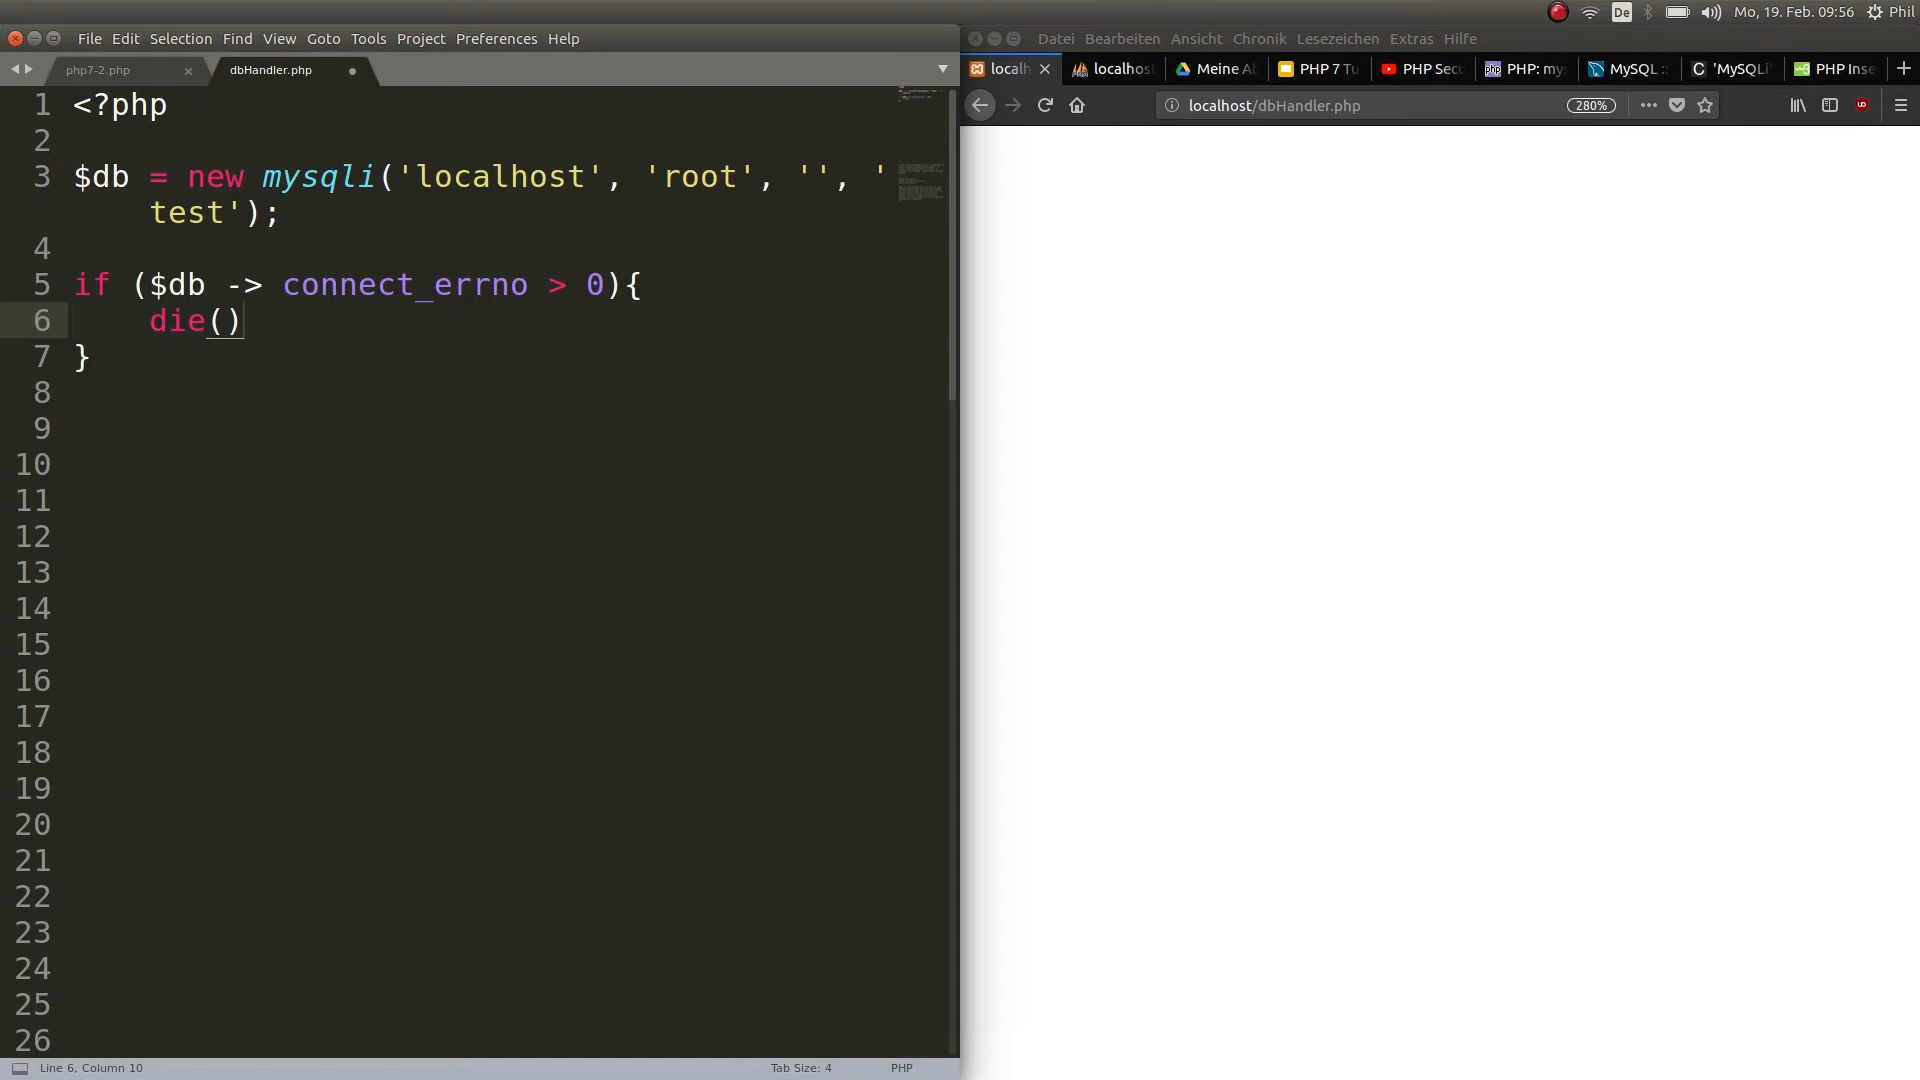 De
Mo, 19. Feb. 09:56
Phil
File Edit Selection Find View Goto Tools Project Preferences Help
Datei Bearbeiten Ansicht Chronik Lesezeichen Extras Hilfe
php7-2.php
dbHandler.php
localh
localhos
Meine Ab
PHP 7 Tu
PHP Secu
php
PHP: mys
MySQL ::
C
'MySQLi'
PHP Inse
localhost/dbHandler.php
280%
1 <?php
2
3 $db = new mysqli('localhost', 'root', '', '
test');
4
5 if ($db -> connect_errno > 0){
6 die()
7 }
8
9
10
11
12
13
14
15
16
17
18
19
20
21
22
23
24
25
26
Line 6, Column 10
Tab Size: 4
PHP